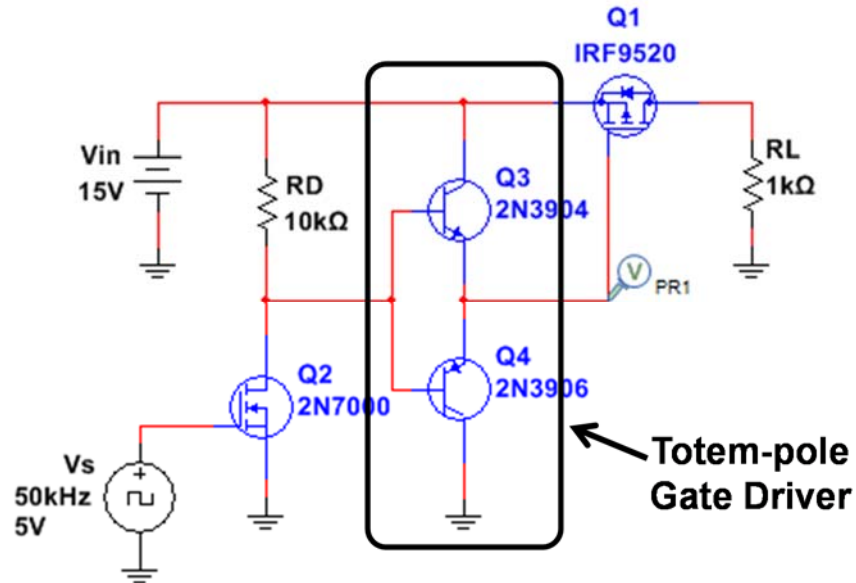 Q1
IRF9520
Vin
15V
RD
10kΩ
Q3
2N3904
RL
1kΩ
V
PR1
Q2
2N7000
Q4
2N3906
Vs
50kHz
5V
Totem-pole
Gate Driver